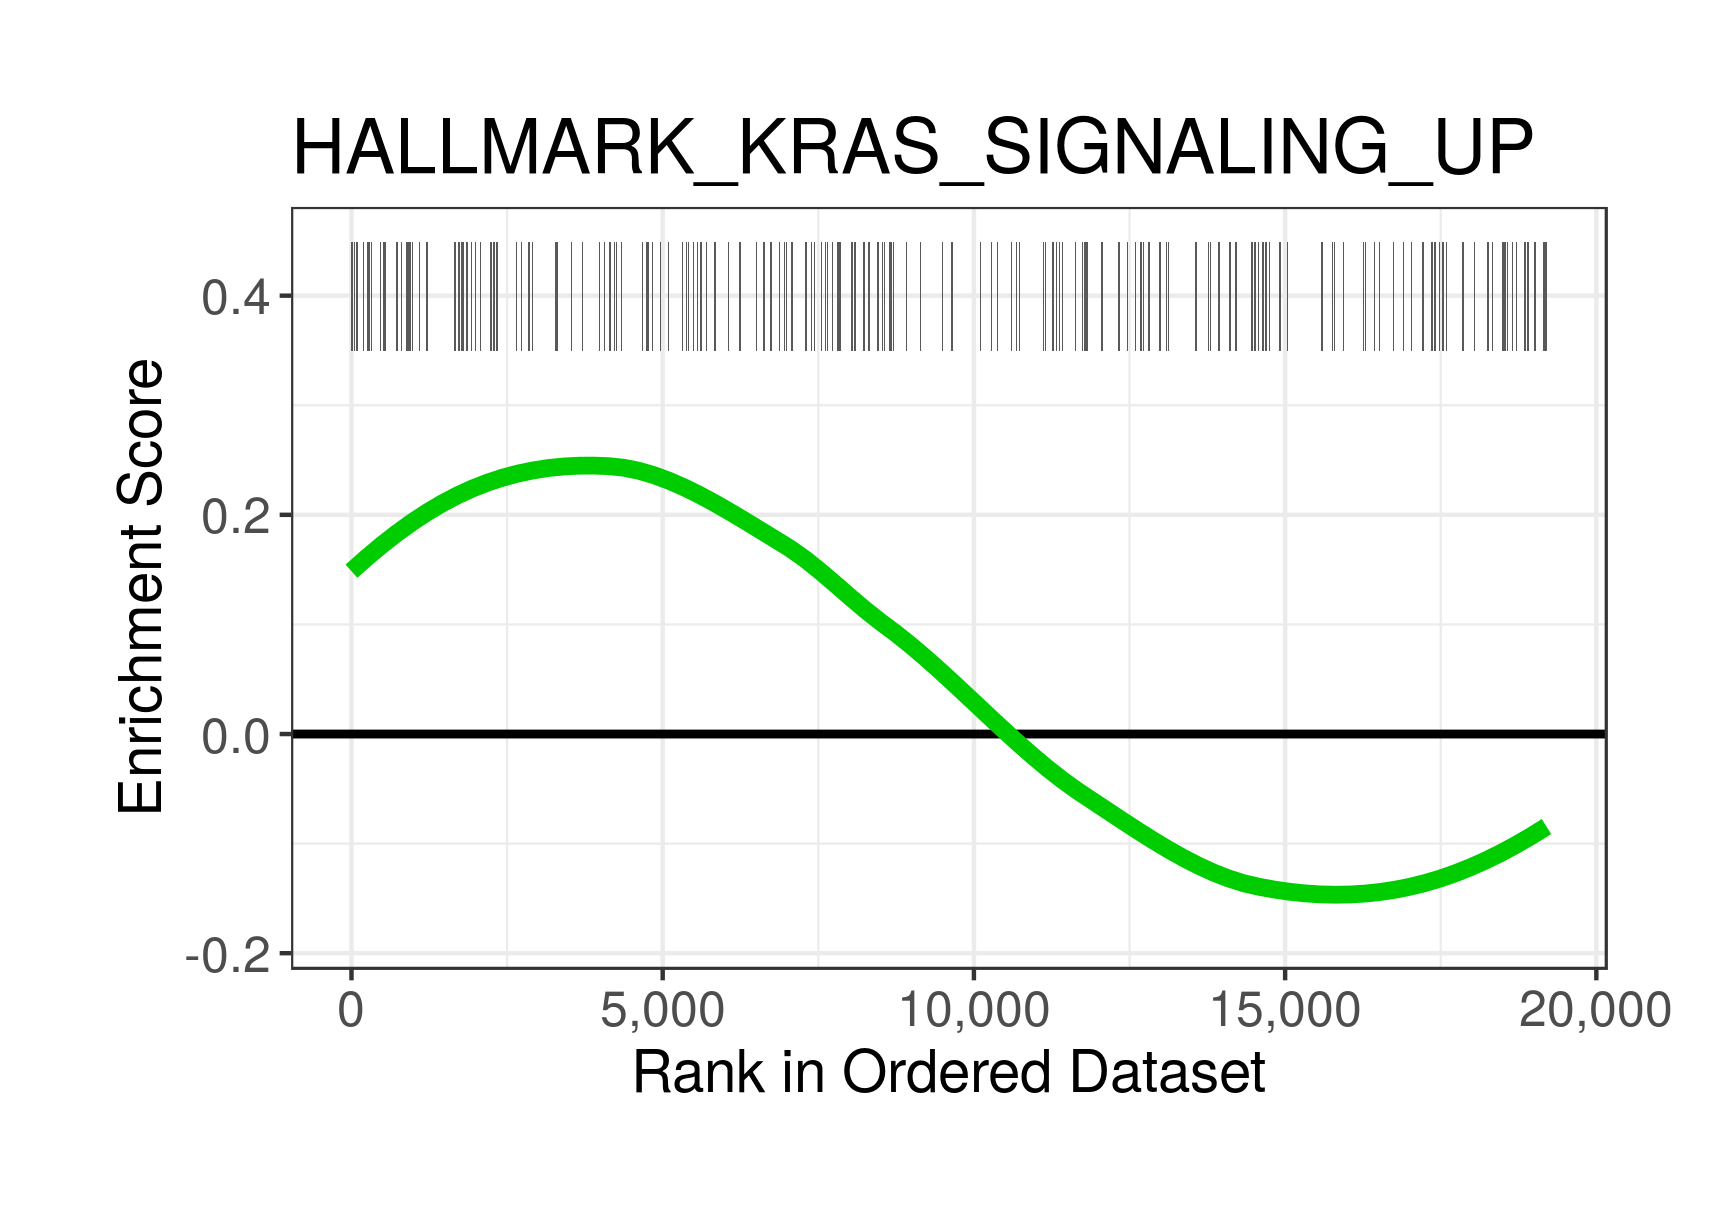 HALLMARK_KRAS_SIGNALING_UP
Enrichment Score
0.4
0.2
0.0
-0.2
0 5,000 10,000 15,000 20,000
Rank in Ordered Dataset